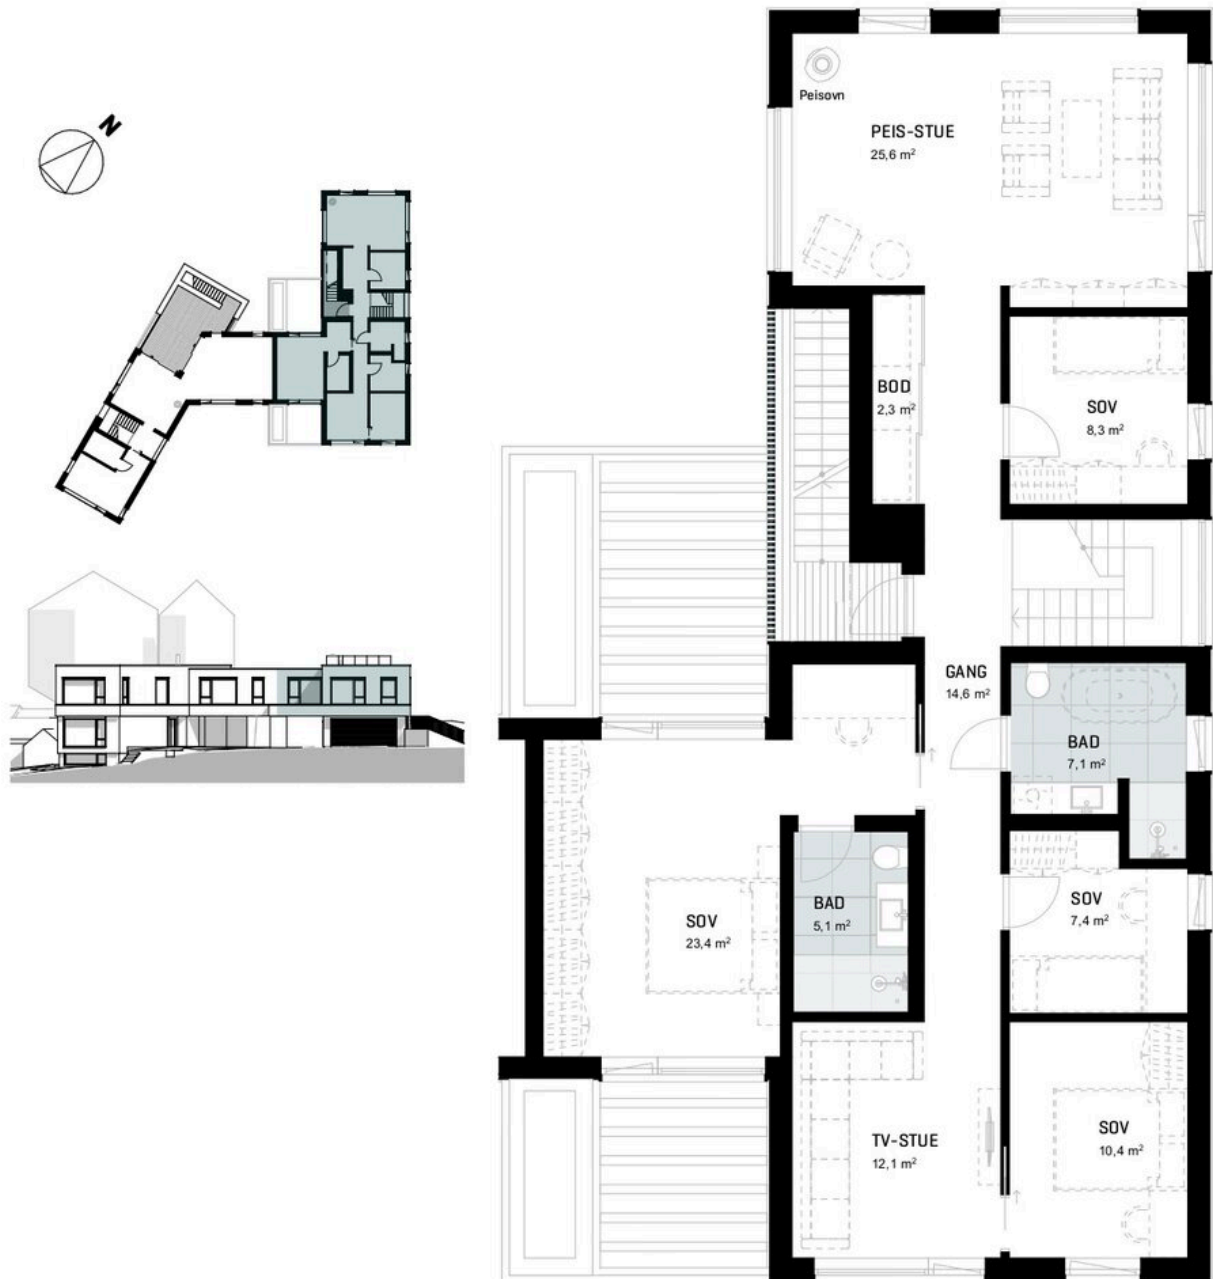 N
Peisovn
PEIS-STUE
25,6 m²
BOD
2,3 m²
SOV
8,3 m²
GANG
14,6 m²
BAD
7,1 m²
SOV
23,4 m²
BAD
5,1 m²
SOV
7,4 m²
TV-STUE
12,1 m²
SOV
10,4 m²